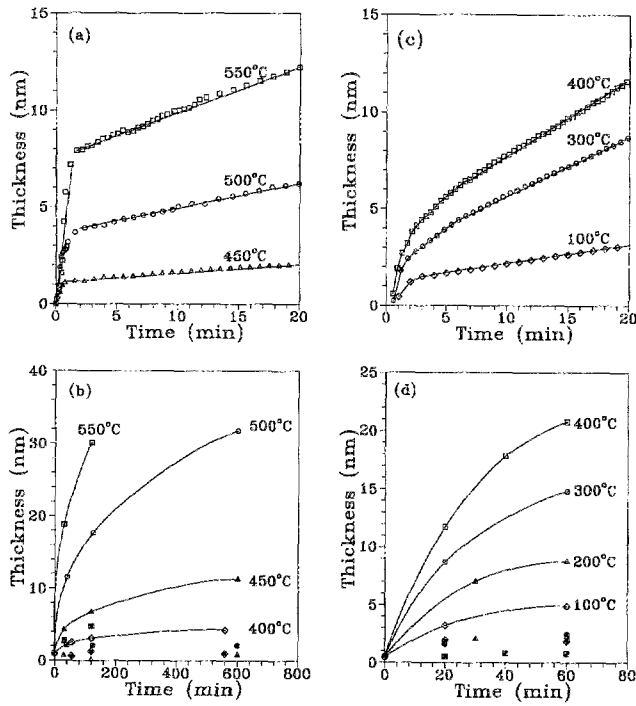 (a)
Thickness (nm)
15
10
5
0
550°C
500°C
450°C
0 5 10 15 20
Time (min)
(c)
Thickness (nm)
15
10
5
0
400°C
300°C
100°C
0 5 10 15 20
Time (min)
(b)
Thickness (nm)
40
30
20
10
0
550°C
500°C
450°C
400°C
0 200 400 600 800
Time (min)
(d)
Thickness (nm)
25
20
15
10
5
0
400°C
300°C
200°C
100°C
0 20 40 60 80
Time (min)